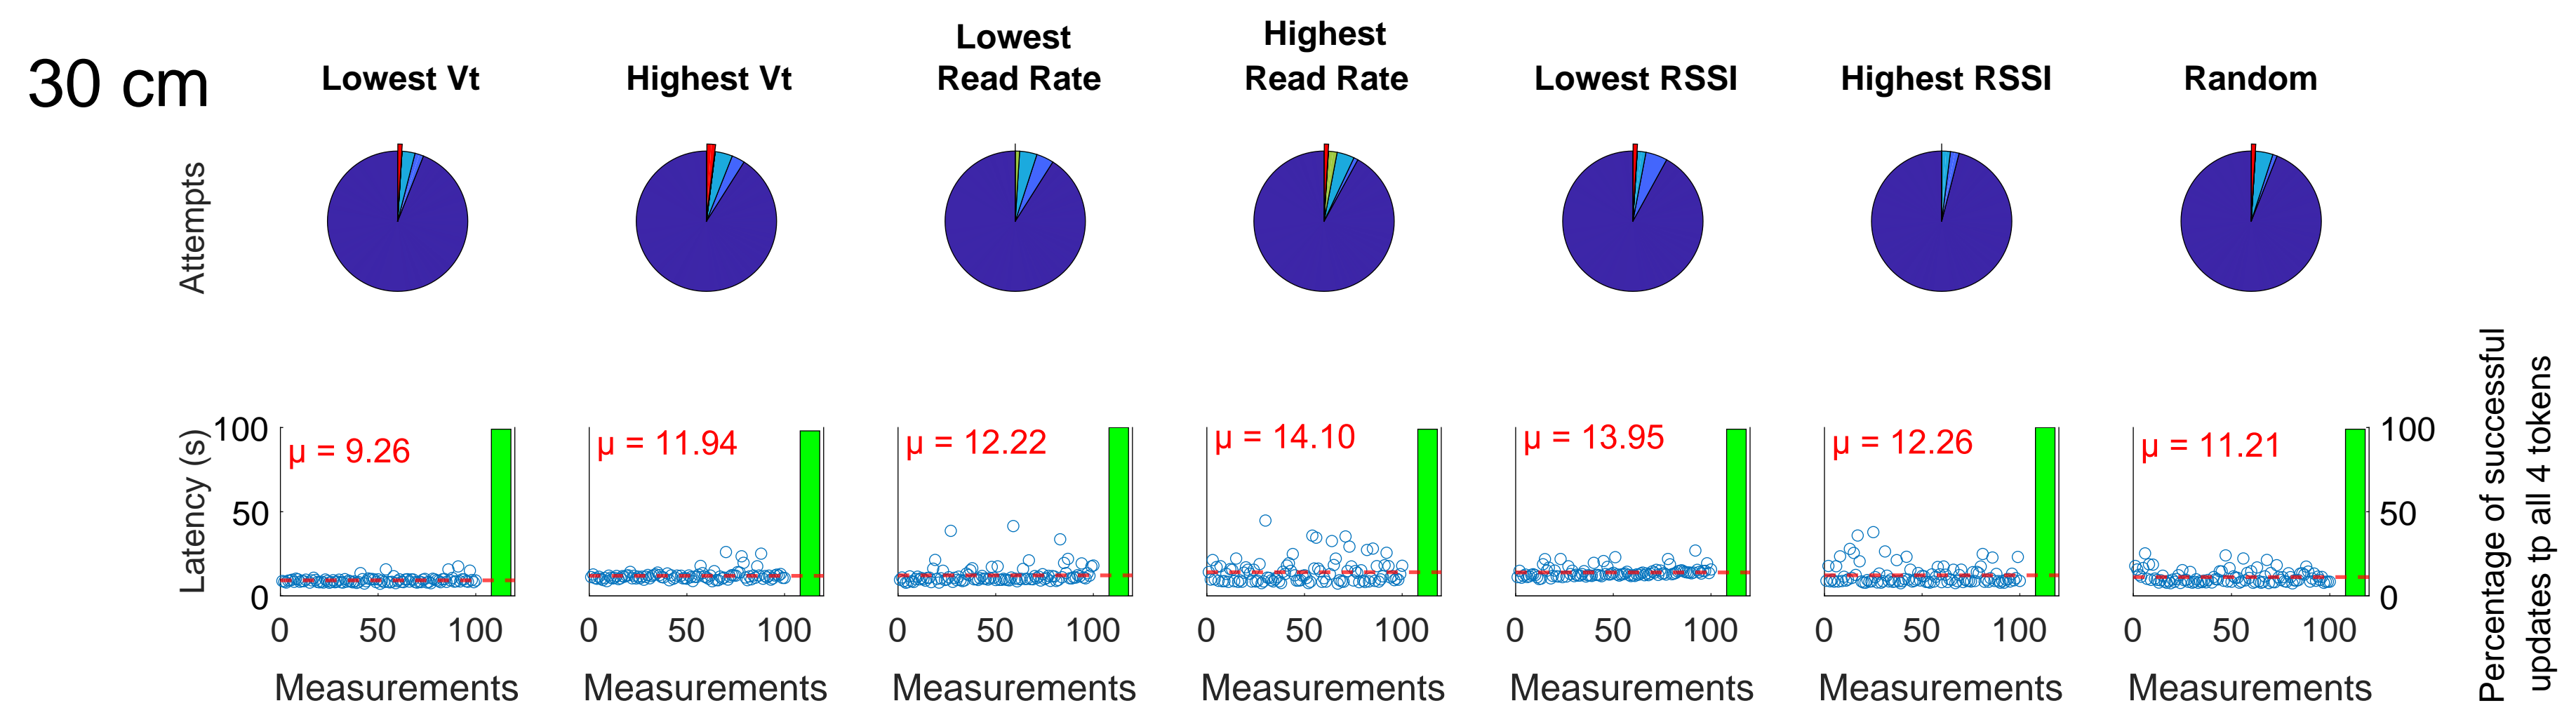 30 cm
Lowest Vt
Highest Vt
Lowest
Read Rate
Highest
Read Rate
Lowest RSSI
Highest RSSI
Random
Attempts
Latency (s)
100
50
0
μ = 9.26
μ = 11.94
μ = 12.22
μ = 14.10
μ = 13.95
μ = 12.26
μ = 11.21
100
50
0
Percentage of successful
updates tp all 4 tokens
0 50 100
0 50 100
0 50 100
0 50 100
0 50 100
0 50 100
0 50 100
Measurements
Measurements
Measurements
Measurements
Measurements
Measurements
Measurements